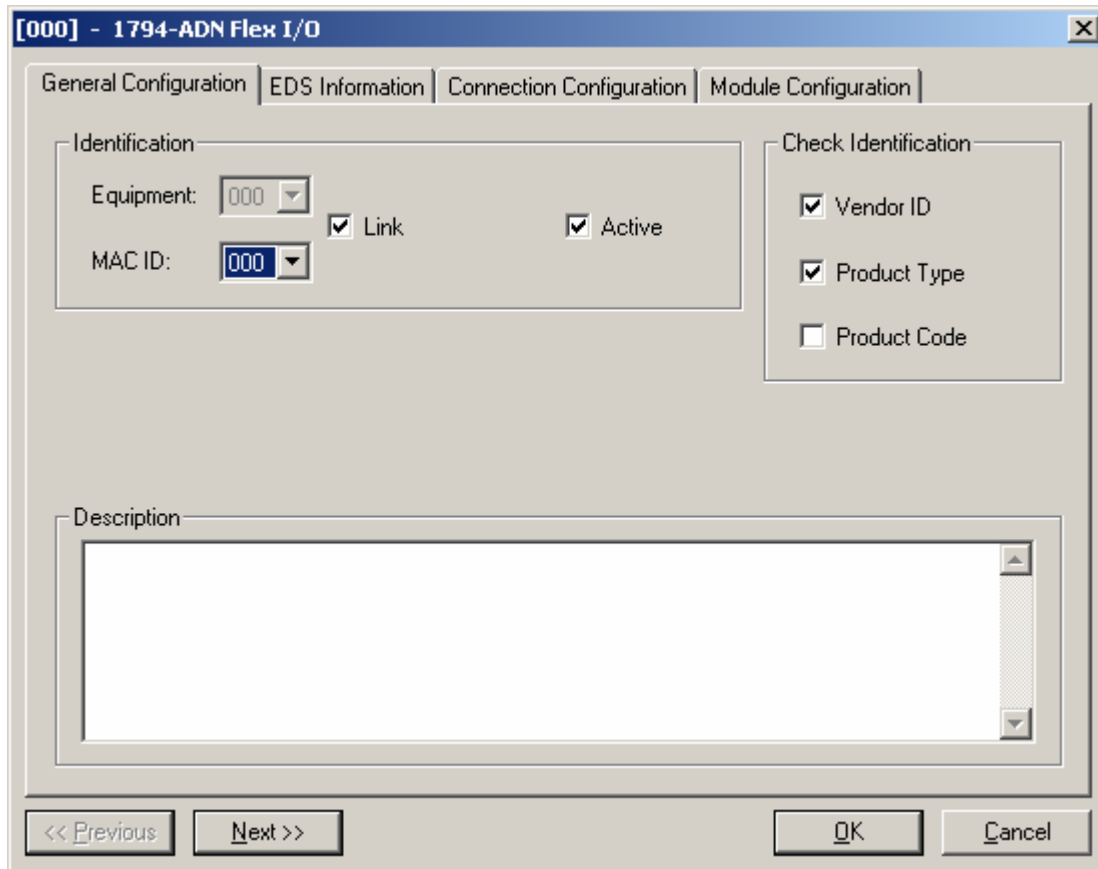 [000] - 1794-ADN Flex I/O
General Configuration EDS Information Connection Configuration Module Configuration
Identification
Equipment: 000
Link
Active
MAC ID: 000
Check Identification
Vendor ID
Product Type
Product Code
Description
<< Previous Next >> OK Cancel